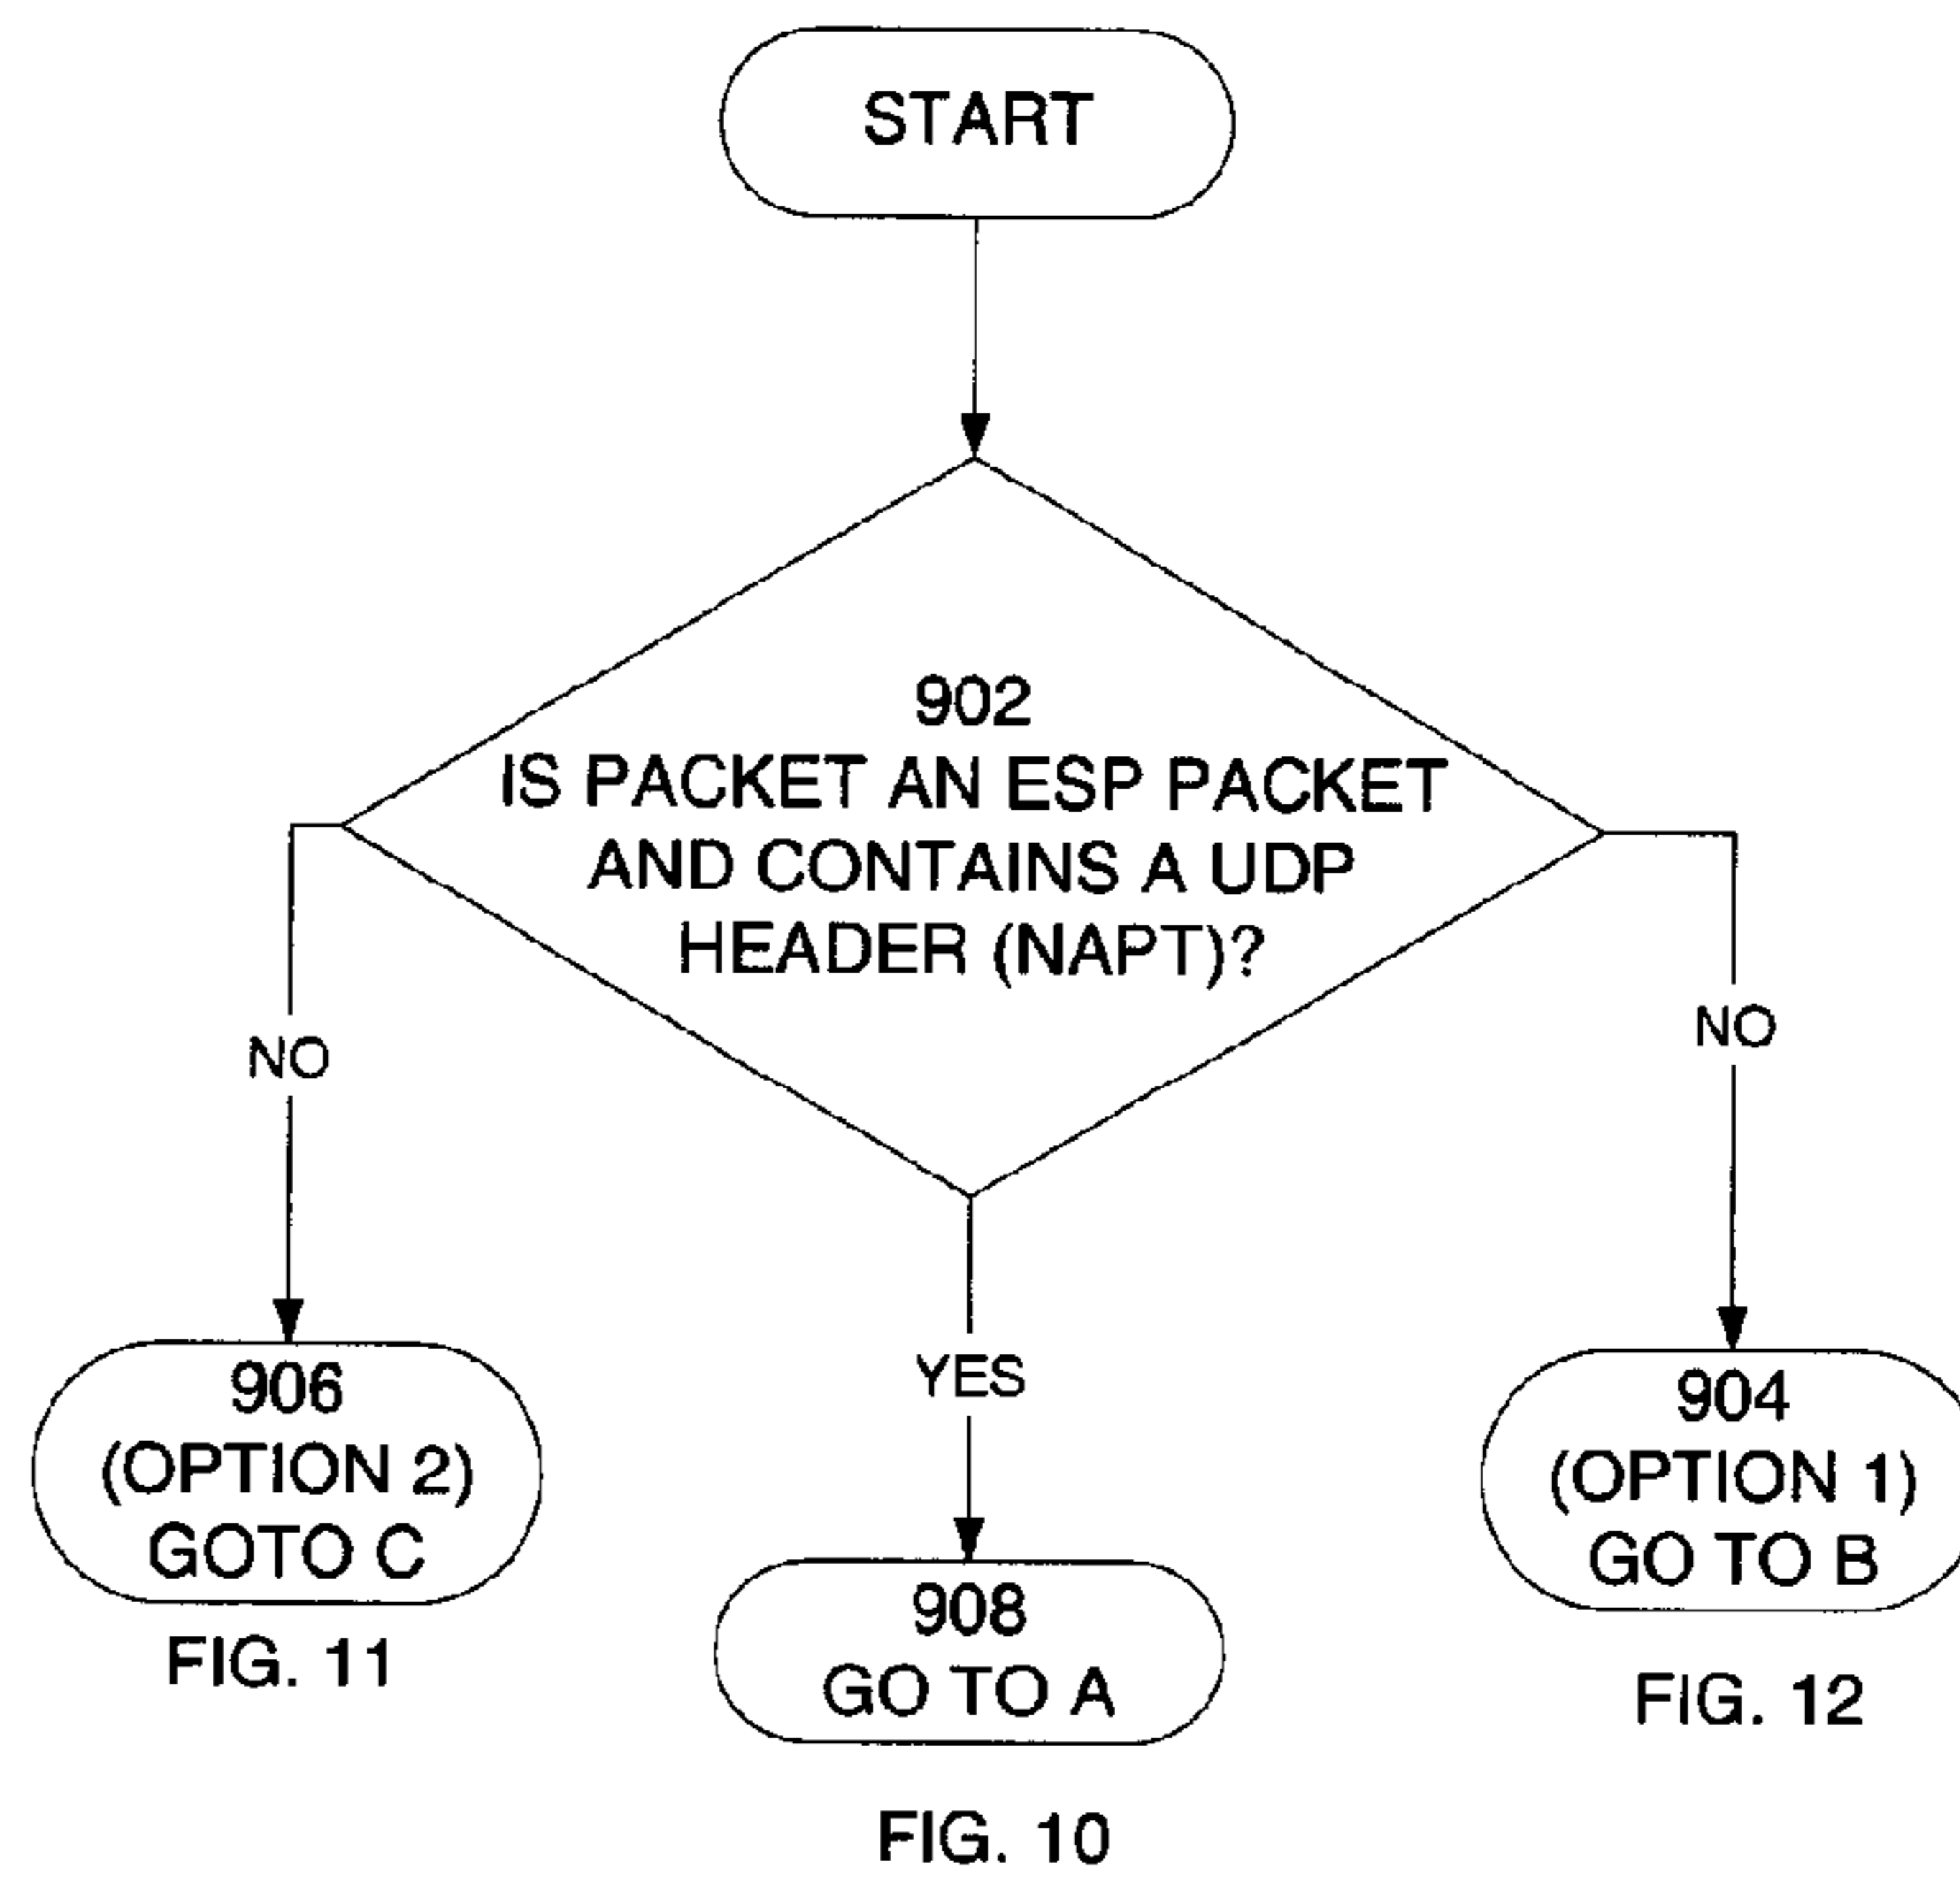 START
902
IS PACKET AN ESP PACKET
AND CONTAINS A UDP
HEADER (NAPT)?
NO
NO
YES
906
(OPTION 2)
GOTO C
FIG. 11
908
GO TO A
FIG. 10
904
(OPTION 1)
GO TO B
FIG. 12